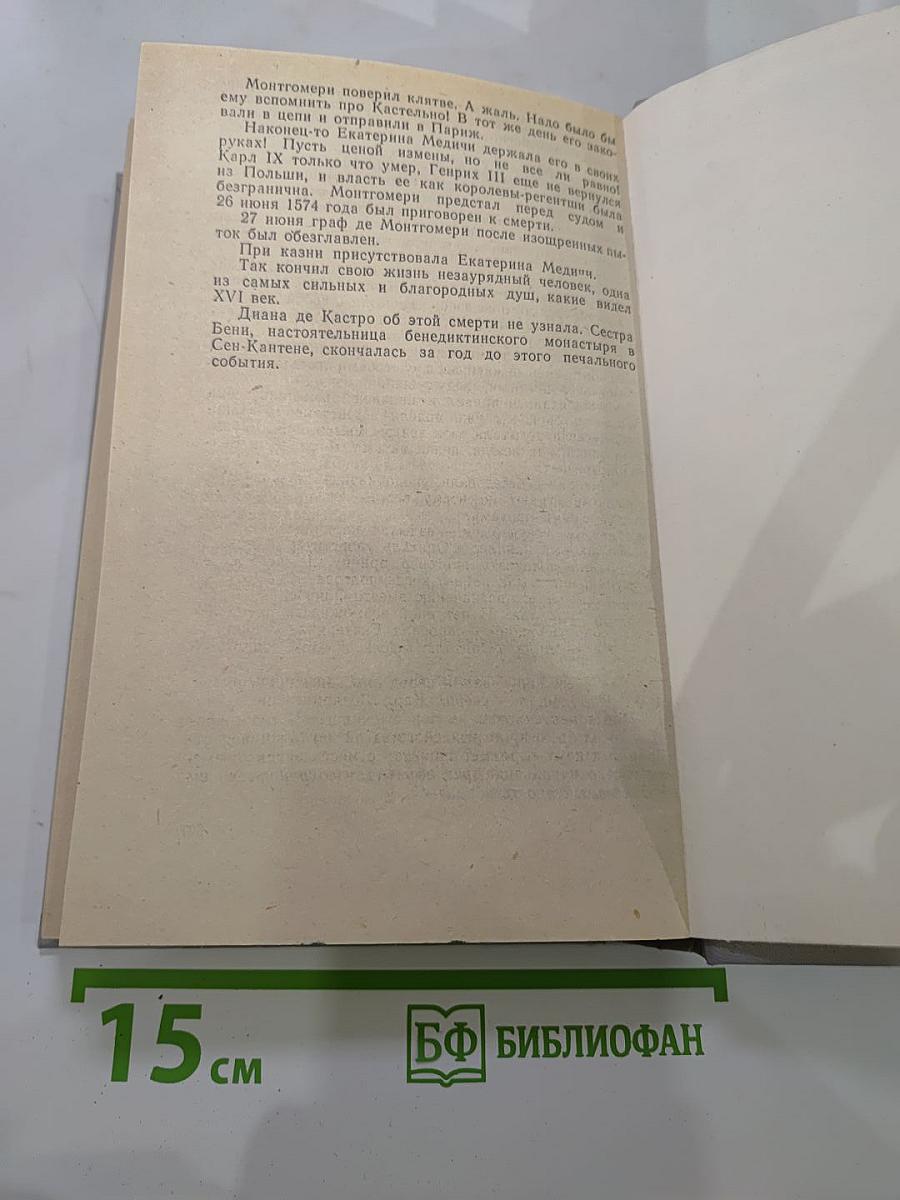 Монтгомери поверил клятве. А жаль. Надо было бы
ему вспомнить про Кастельно! В тот же день его зако-
вали в цепи и отправили в Париж.
Наконец-то Екатерина Медичи держала его в своих
руках! Пусть ценой измены, но не все ли равно!
Карл IX только что умер, Генрих III еще не вернулся
из Польши, и власть ее как королевы-регентши была
безгранична. Монтгомери предстал перед судом и
26 июня 1574 года был приговорен к смерти.
27 июня граф де Монтгомери после изощренных пы-
ток был обезглавлен.
При казни присутствовала Екатерина Медичи.
Так кончил свою жизнь незаурядный человек, одна
из самых сильных и благородных душ, какие видел
XVI век.
Диана де Кастро об этой смерти не узнала. Сестра
Бени, настоятельница бенедиктинского монастыря в
Сен-Кантене, скончалась за год до этого печального
события.
15 см
БФ БИБЛИОФАН